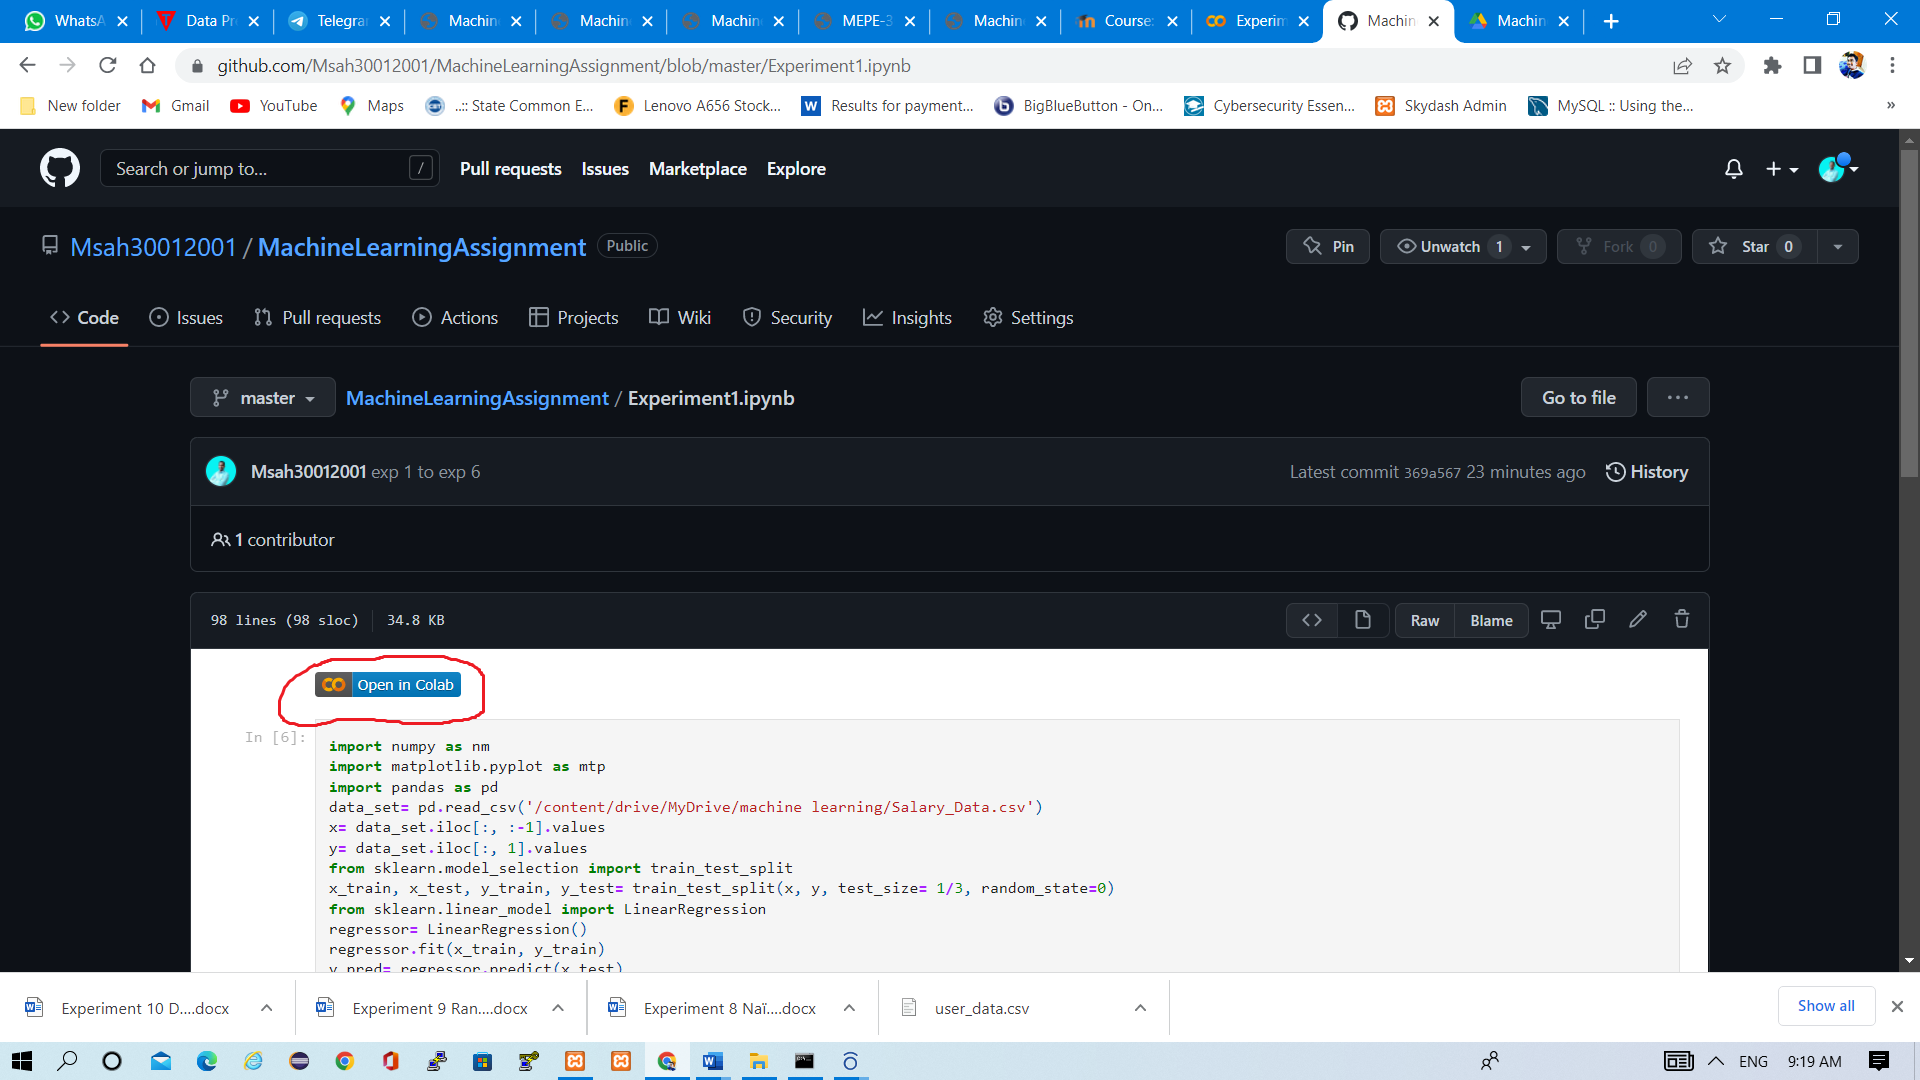 WhatsA
Data Pr
Telegra
Machin
Machin
Machin
MEPE-3
Machin
Course:
Experim
Machin
Machin
github.com/Msah30012001/MachineLearningAssignment/blob/master/Experiment1.ipynb
New folder
Gmail
YouTube
Maps
..:: State Common E...
Lenovo A656 Stock...
Results for payment...
BigBlueButton - On...
Cybersecurity Essen...
Skydash Admin
MySQL :: Using the...
»
Search or jump to...
/
Pull requests
Issues
Marketplace
Explore
Msah30012001 / MachineLearningAssignment
Public
Pin
Unwatch 1
Fork 0
Star 0
Code
Issues
Pull requests
Actions
Projects
Wiki
Security
Insights
Settings
master
MachineLearningAssignment / Experiment1.ipynb
Go to file
...
Msah30012001 exp 1 to exp 6
Latest commit 369a567 23 minutes ago
History
1 contributor
98 lines (98 sloc)
34.8 KB
Raw
Blame
Open in Colab
In [6]:
import numpy as nm
import matplotlib.pyplot as mtp
import pandas as pd
data_set= pd.read_csv('/content/drive/MyDrive/machine learning/Salary_Data.csv')
x= data_set.iloc[:, :-1].values
y= data_set.iloc[:, 1].values
from sklearn.model_selection import train_test_split
x_train, x_test, y_train, y_test= train_test_split(x, y, test_size= 1/3, random_state=0)
from sklearn.linear_model import LinearRegression
regressor= LinearRegression()
regressor.fit(x_train, y_train)
y_pred= regressor.predict(x_test)
Experiment 10 D....docx
Experiment 9 Ran....docx
Experiment 8 Naï....docx
user_data.csv
Show all
ENG
9:19 AM